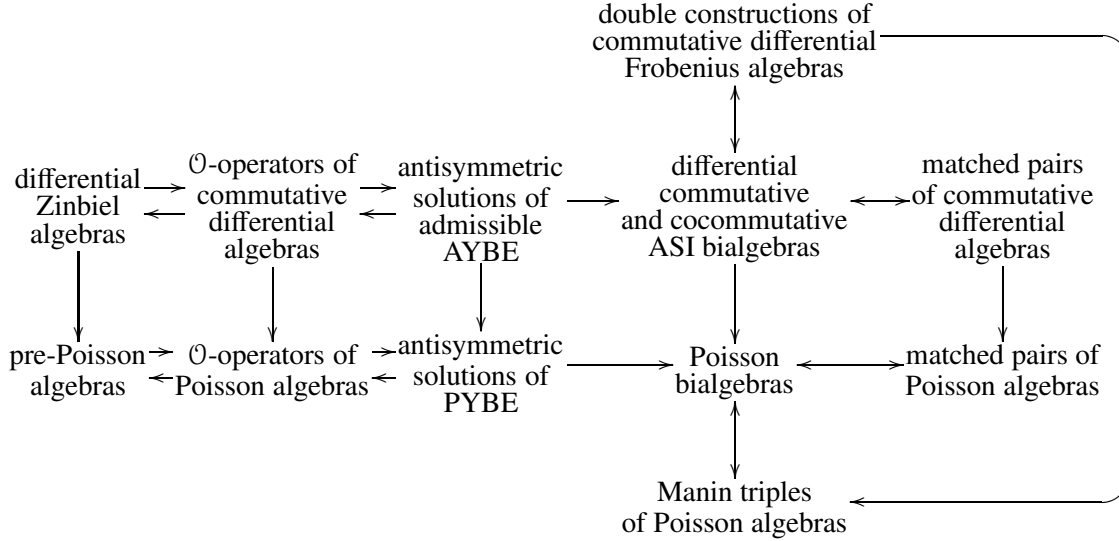 double constructions of
commutative differential
Frobenius algebras
differential
Zinbiel
algebras
𝒪-operators of
commutative
differential
algebras
antisymmetric
solutions of
admissible
AYBE
differential
commutative
and cocommutative
ASI bialgebras
matched pairs
of commutative
differential
algebras
pre-Poisson
algebras
𝒪-operators of
Poisson algebras
antisymmetric
solutions of
PYBE
Poisson
bialgebras
matched pairs of
Poisson algebras
Manin triples
of Poisson algebras